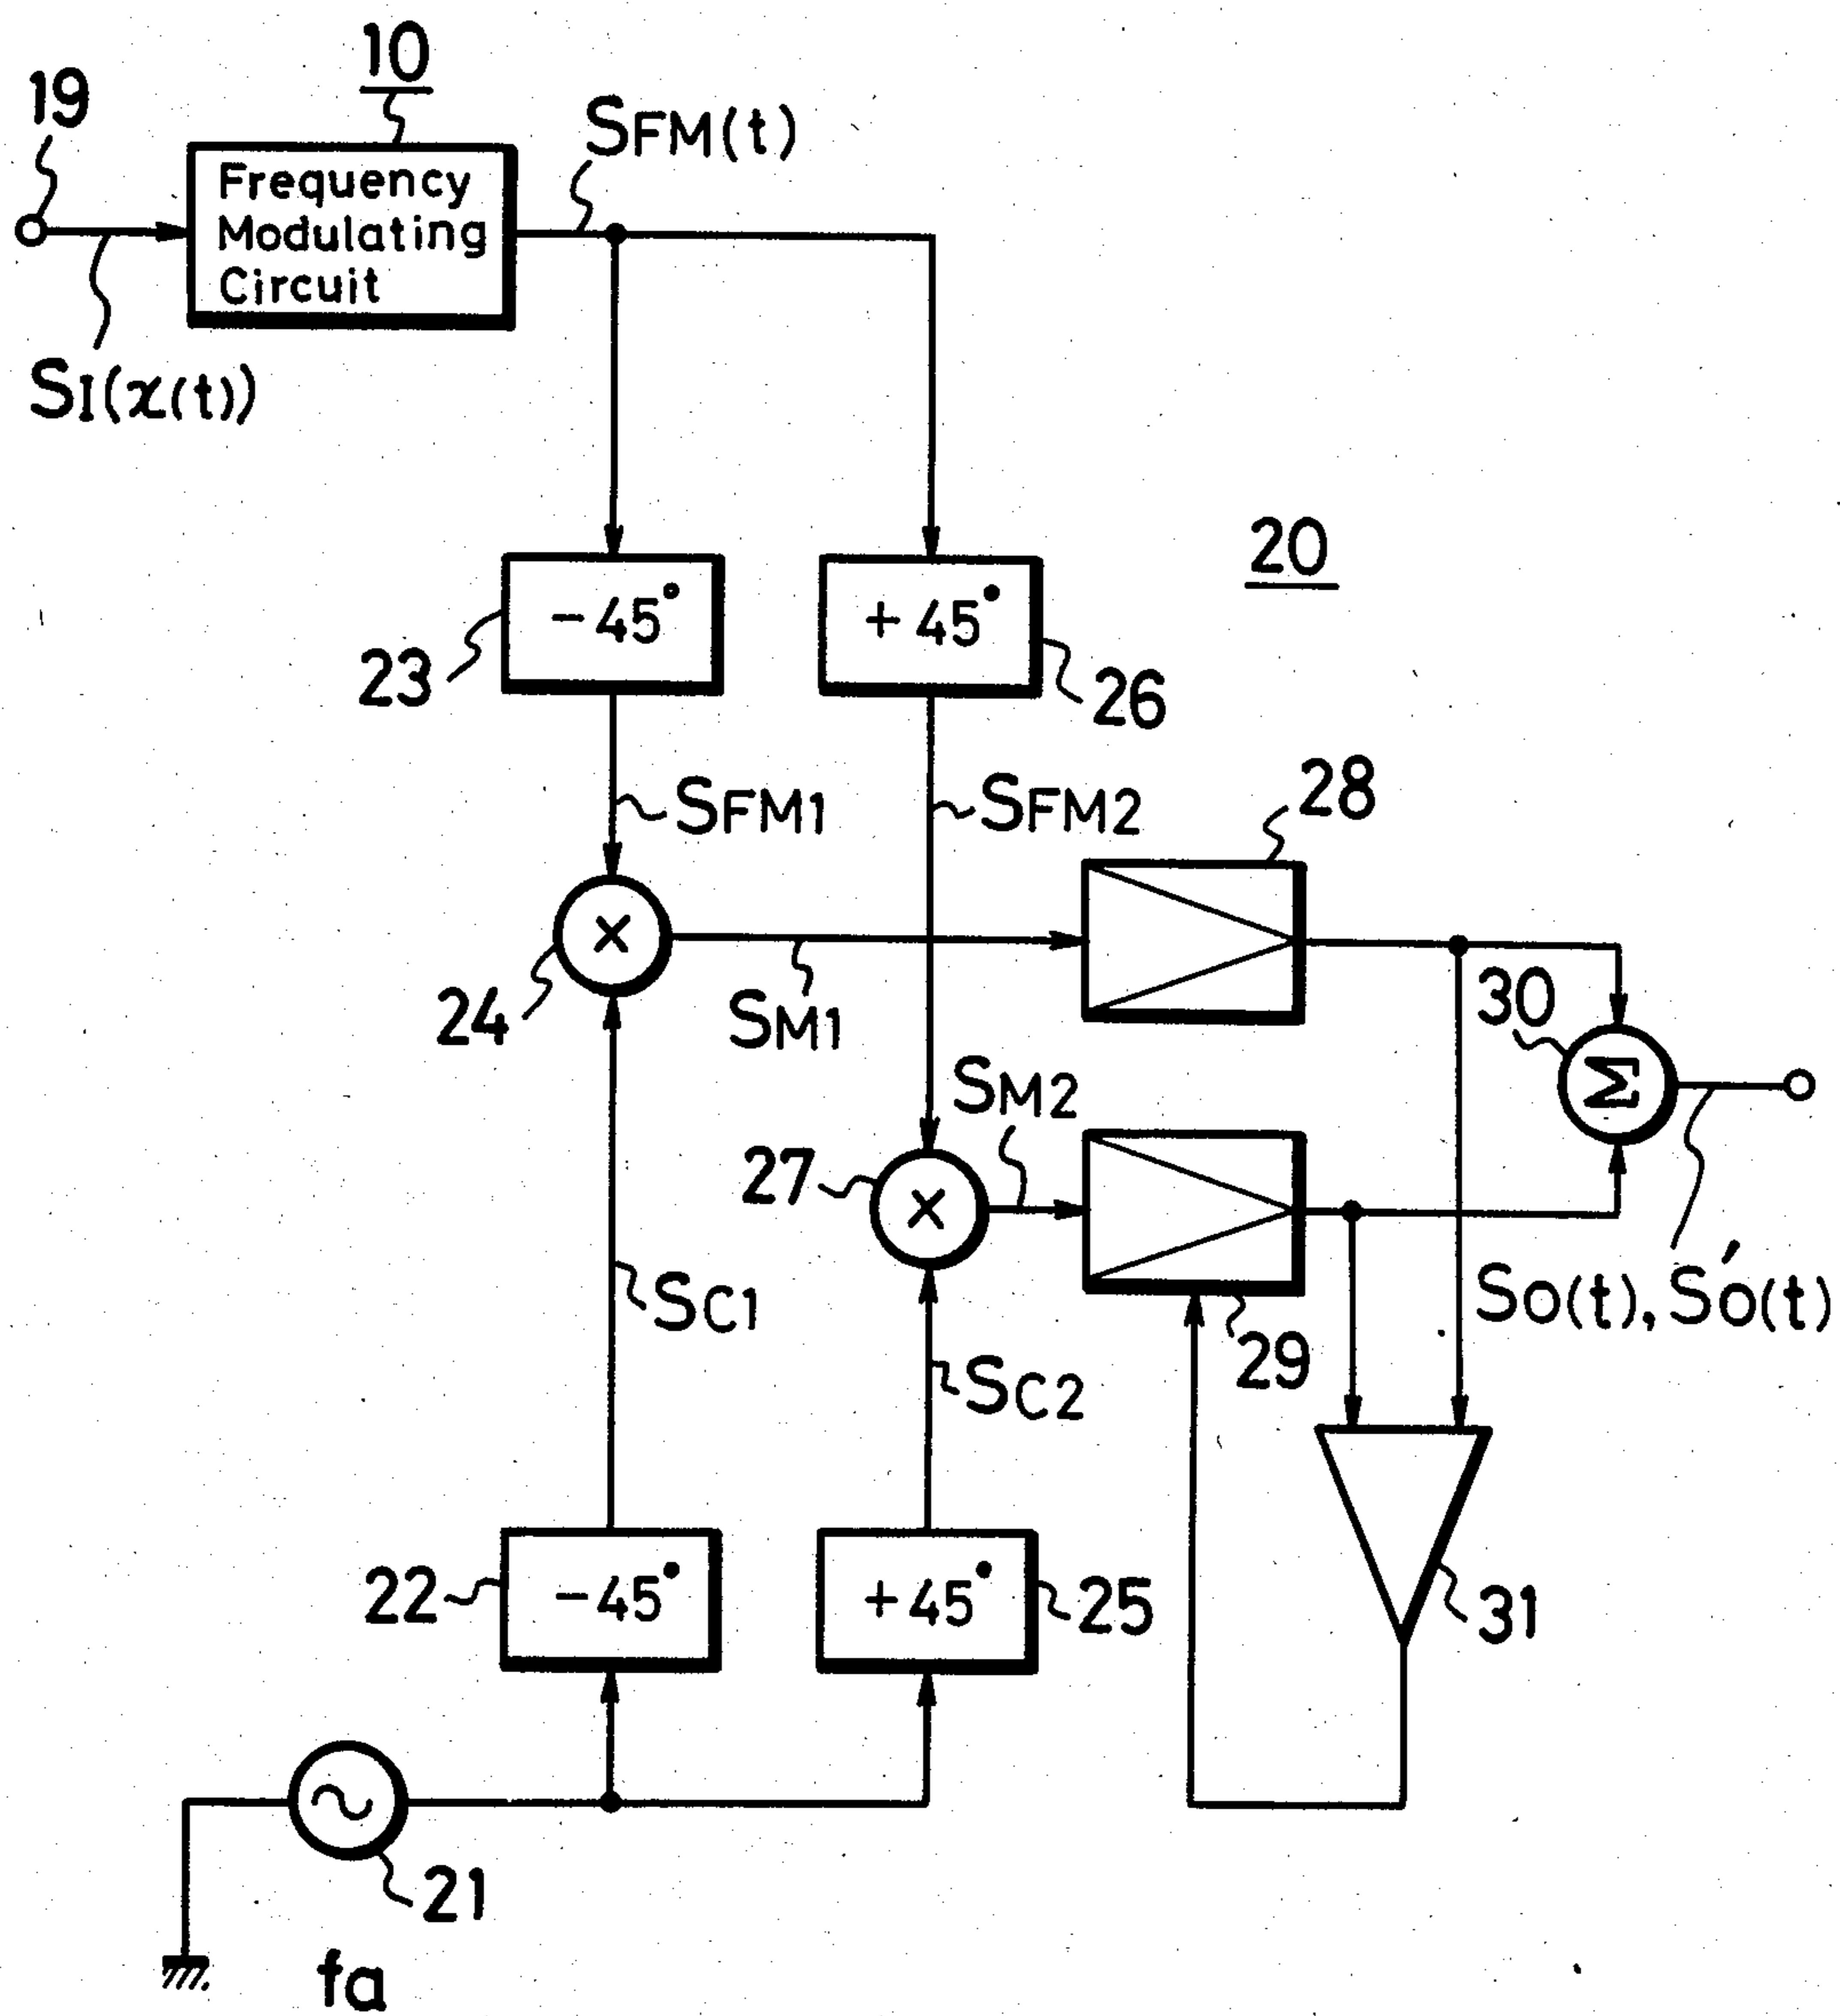 10
19
SFM(t)
Frequency
Modulating
Circuit
SI(x(t))
20
-45°
+45°
23
26
SFM1
SFM2
28
×
24
SM1
30
SM2
Σ
27
×
SC1
SO(t), S'O(t)
29
SC2
22
-45°
+45°
25
31
~
21
fa